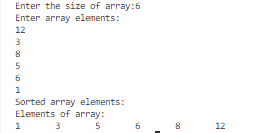 Enter the size of array:6
Enter array elements:
12
3
8
5
6
1
Sorted array elements:
Elements of array:
1 3 5 6 8 12